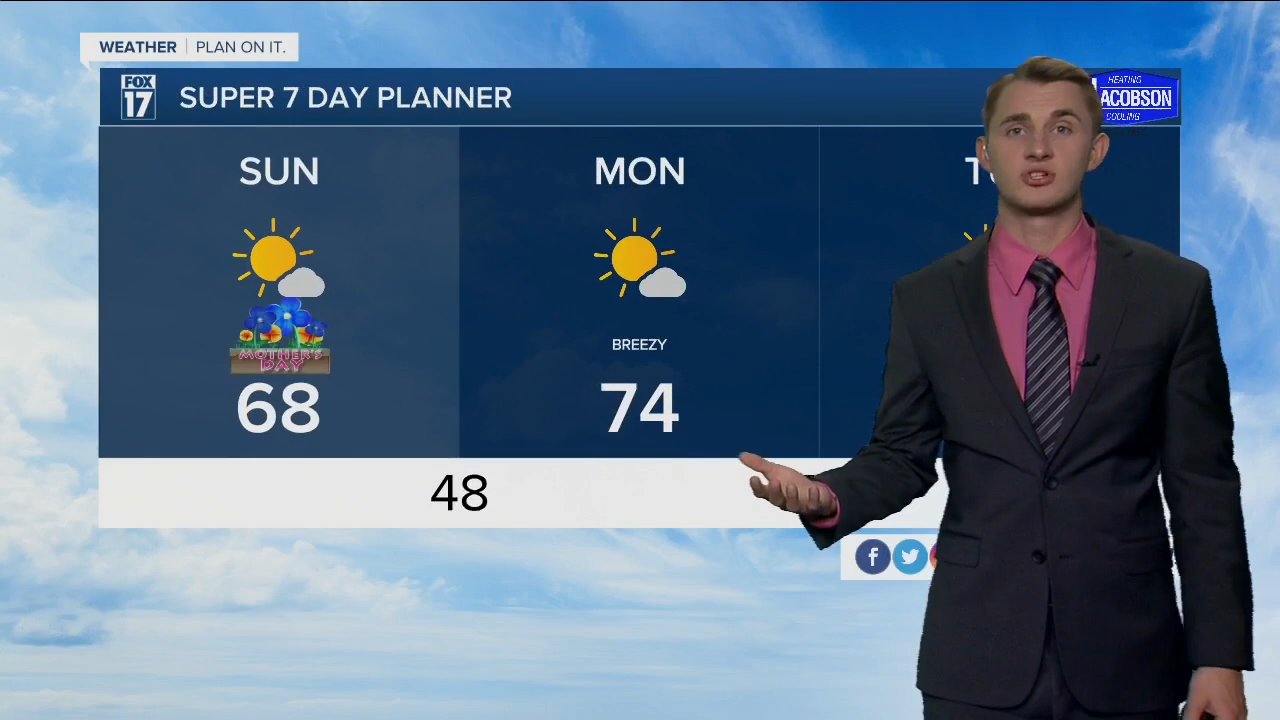 WEATHER | PLAN ON IT.
FOX
17
SUPER 7 DAY PLANNER
HEATING
ACOBSON
COOLING
SUN
MON
MOTHER'S
DAY
BREEZY
68
74
48